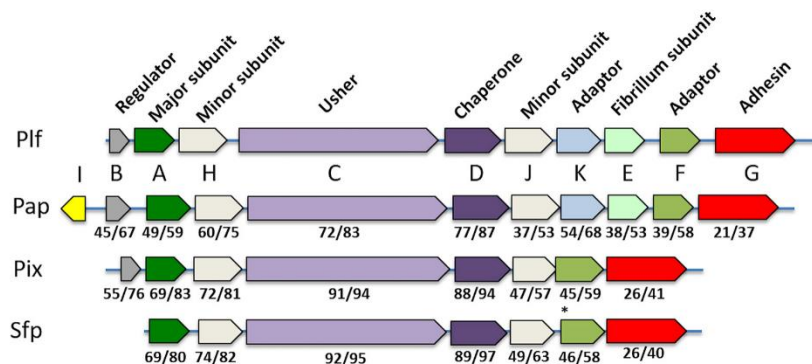 Regulator
Major subunit
Minor subunit
Usher
Chaperone
Minor subunit
Adaptor
Fibrillum subunit
Adaptor
Adhesin
Plf
I B A H C D J K E F G
Pap
45/67 49/59 60/75 72/83 77/87 37/53 54/68 38/53 39/58 21/37
Pix
55/76 69/83 72/81 91/94 88/94 47/57 45/59 26/41
*
Sfp
69/80 74/82 92/95 89/97 49/63 46/58 26/40